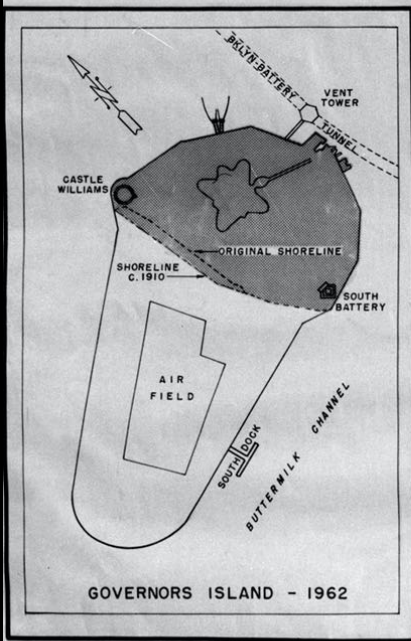 BKLYN-BATTERY
TUNNEL
VENT
TOWER
CASTLE
WILLIAMS
ORIGINAL SHORELINE
SHORELINE
C.1910
SOUTH
BATTERY
AIR
FIELD
SOUTH DOCK
BUTTERMILK CHANNEL
GOVERNORS ISLAND - 1962